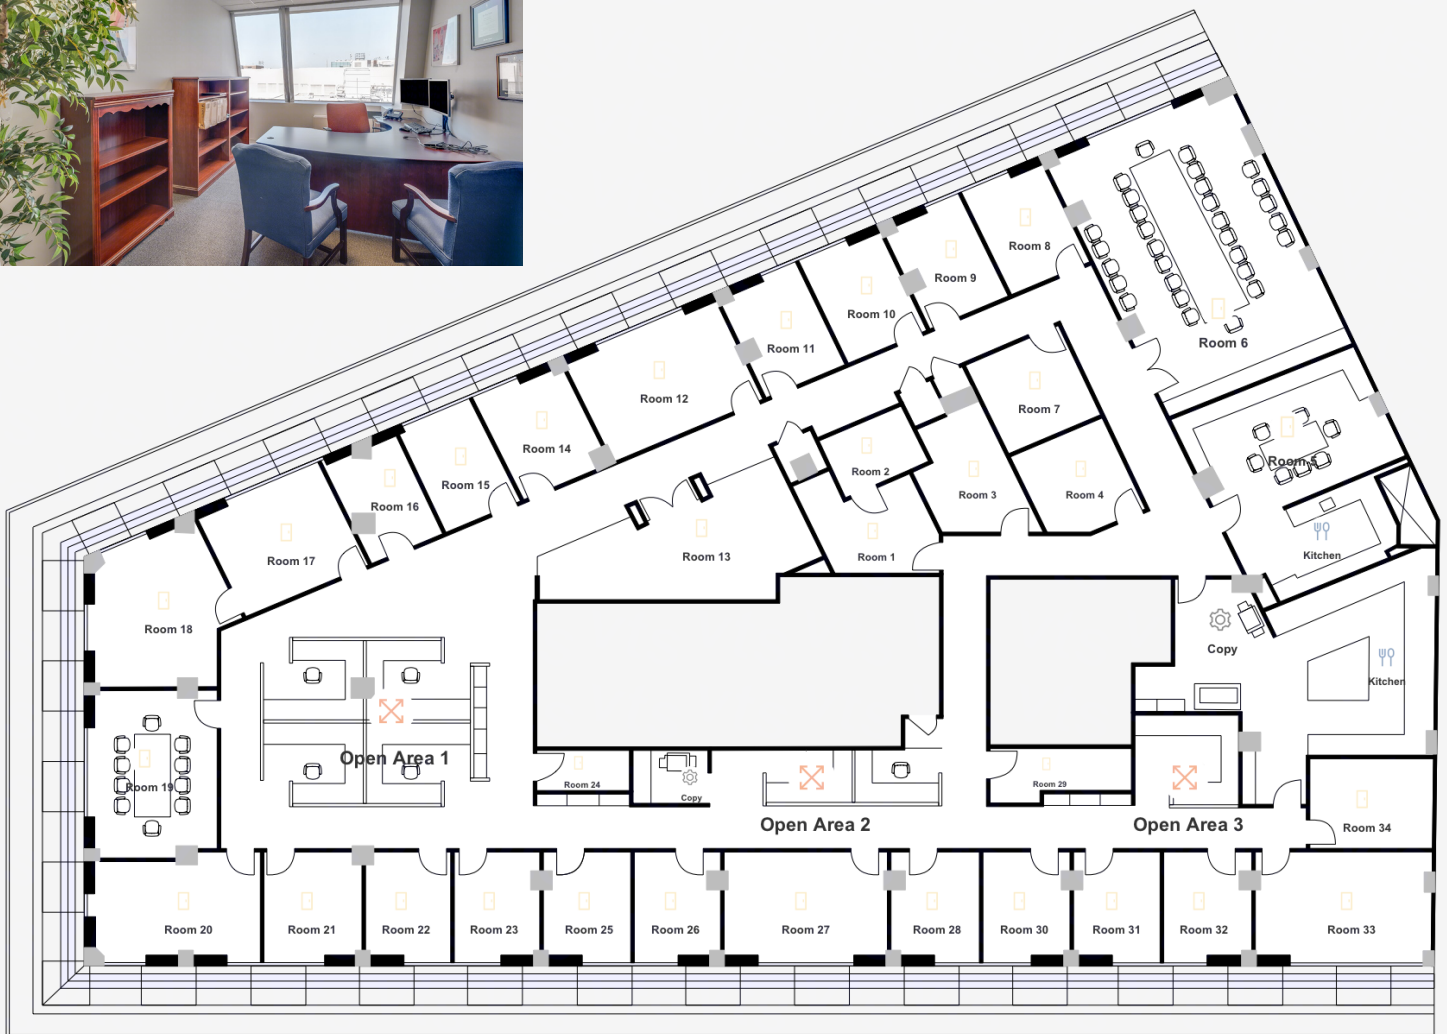 Room 8
Room 9
Room 10
Room 6
Room 11
Room 12
Room 7
Room 14
Room 5
Room 2
Room 15
Room 3
Room 4
Room 16
Room 13
Room 1
Kitchen
Room 17
Room 18
Copy
Kitchen
Open Area 1
Room 19
Room 24
Copy
Room 29
Open Area 2
Open Area 3
Room 34
Room 20
Room 21
Room 22
Room 23
Room 25
Room 26
Room 27
Room 28
Room 30
Room 31
Room 32
Room 33